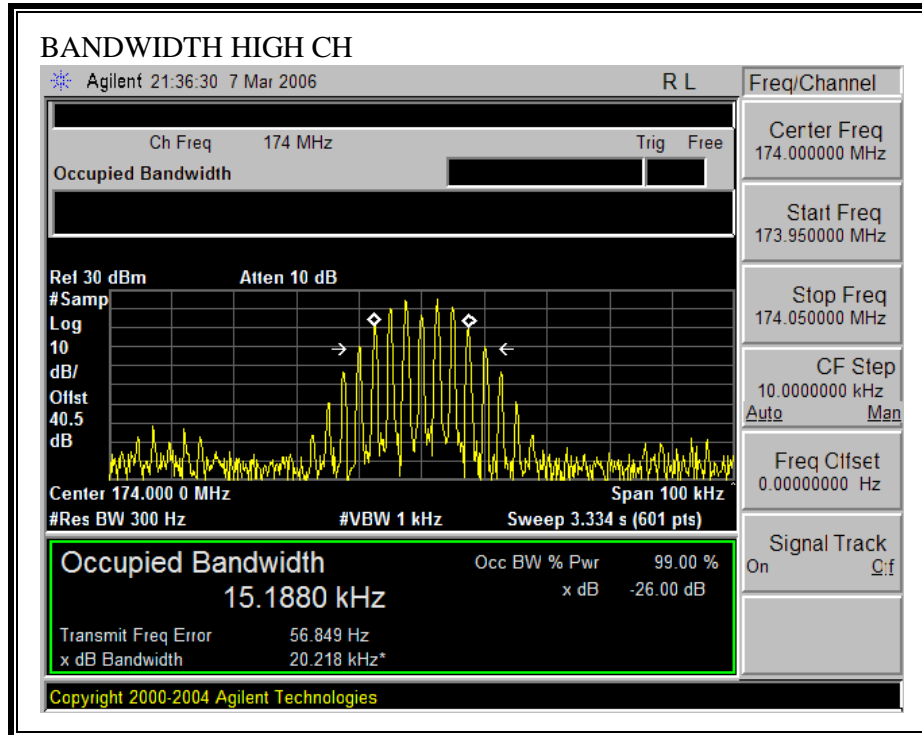 BANDWIDTH HIGH CH
Agilent 21:36:30 7 Mar 2006 R L
Freq/Channel
Ch Freq 174 MHz Trig Free
Occupied Bandwidth
Center Freq
174.000000 MHz
Start Freq
173.950000 MHz
Stop Freq
174.050000 MHz
CF Step
10.0000000 kHz
Auto Man
Freq Offset
0.00000000 Hz
Signal Track
On Off
Ref 30 dBm Atten 10 dB
#Samp
Log
10
dB/
Offst
40.5
dB
Center 174.000 0 MHz Span 100 kHz
#Res BW 300 Hz #VBW 1 kHz Sweep 3.334 s (601 pts)
Occupied Bandwidth
15.1880 kHz
Occ BW % Pwr 99.00 %
x dB -26.00 dB
Transmit Freq Error 56.849 Hz
x dB Bandwidth 20.218 kHz*
Copyright 2000-2004 Agilent Technologies